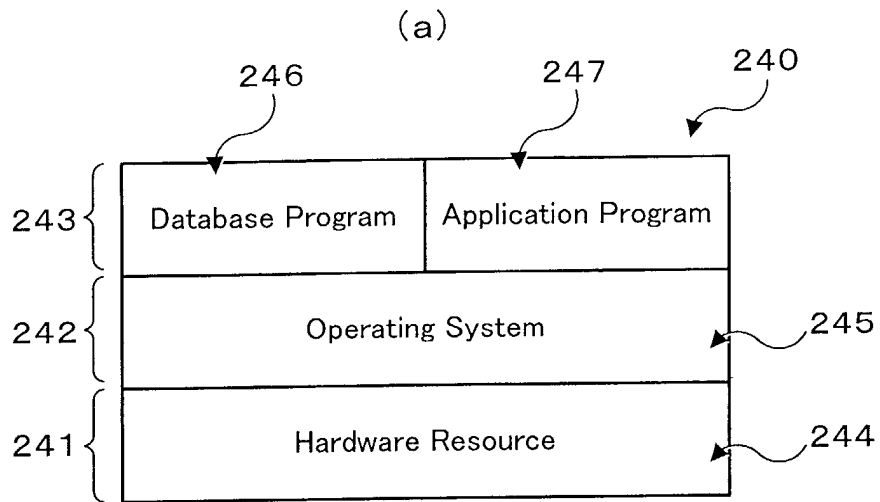 (a)
246 247 240
243 Database Program Application Program
242 Operating System 245
241 Hardware Resource 244